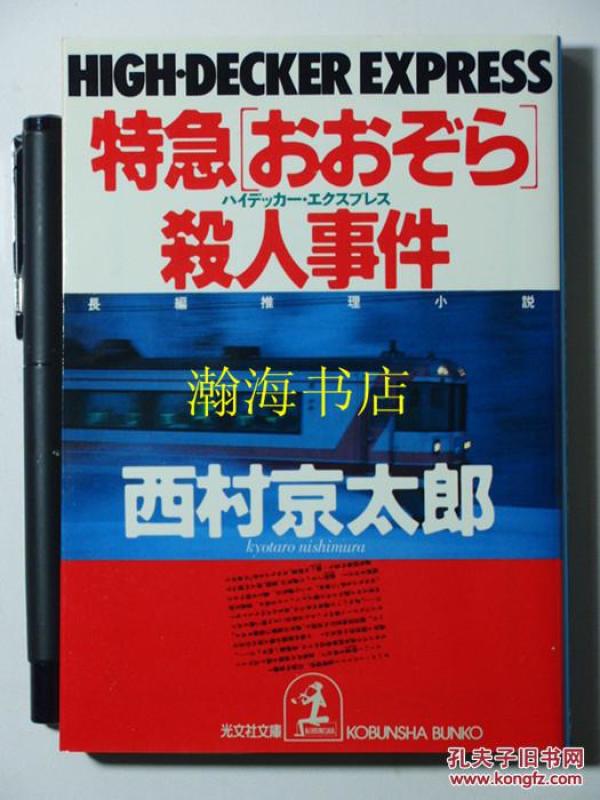 HIGH·DECKER EXPRESS
特急[おおぞら]
ハイデッカー・エクスプレス
殺人事件
長編推理小説
瀚海书店
西村京太郎
kyotaro nishimura
光文社文庫 KOBUNSHA BUNKO
孔夫子旧书网
www.kongfz.com